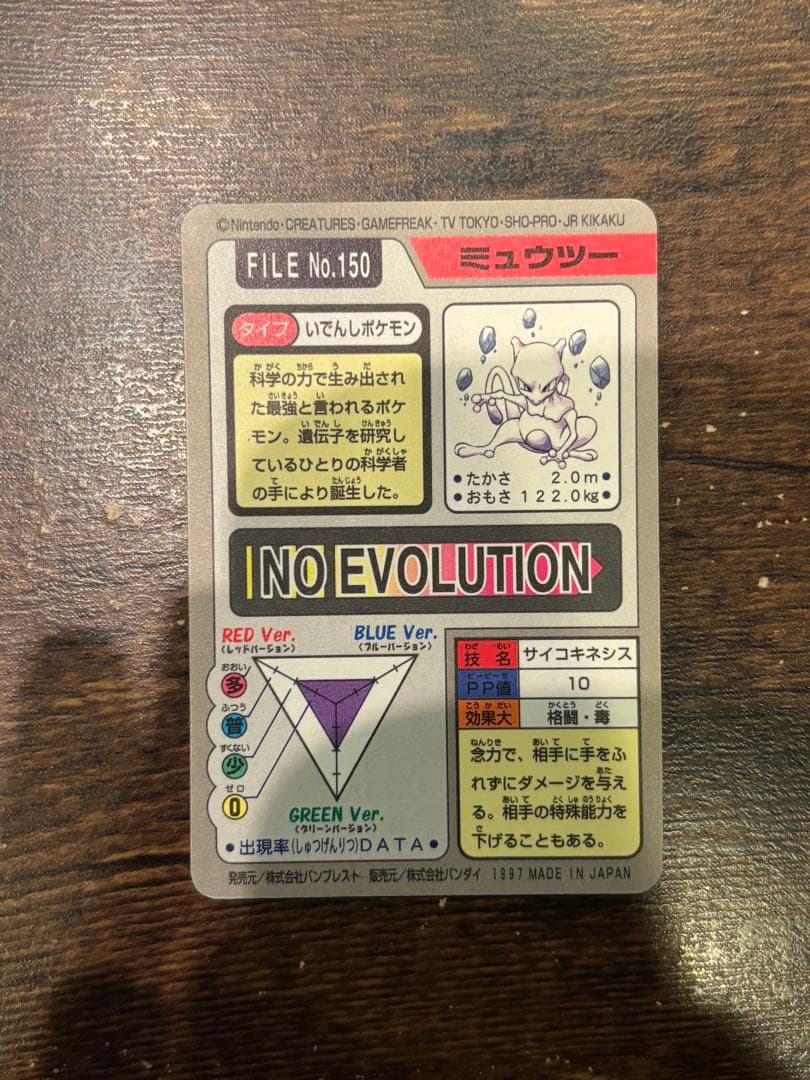 ©Nintendo・CREATURES・GAMEFREAK・TV TOKYO・SHO-PRO・JR KIKAKU
FILE No.150
ミュウツー
タイプ いでんしポケモン
科学の力で生み出され
た最強と言われるポケ
モン。遺伝子を研究し
ているひとりの科学者
の手により誕生した。
●たかさ 2.0m●
●おもさ 122.0kg●
NO EVOLUTION
RED Ver.
(レッドバージョン)
BLUE Ver.
(ブルーバージョン)
おおい
多
ふつう
普
すくない
少
ゼロ
0
GREEN Ver.
(グリーンバージョン)
●出現率(しゅつげんりつ)DATA●
技名 サイコキネシス
PP値 10
効果大 格闘・毒
念力で、相手に手をふ
れずにダメージを与え
る。相手の特殊能力を
下げることもある。
発売元/株式会社バンプレスト 販売元/株式会社バンダイ 1997 MADE IN JAPAN